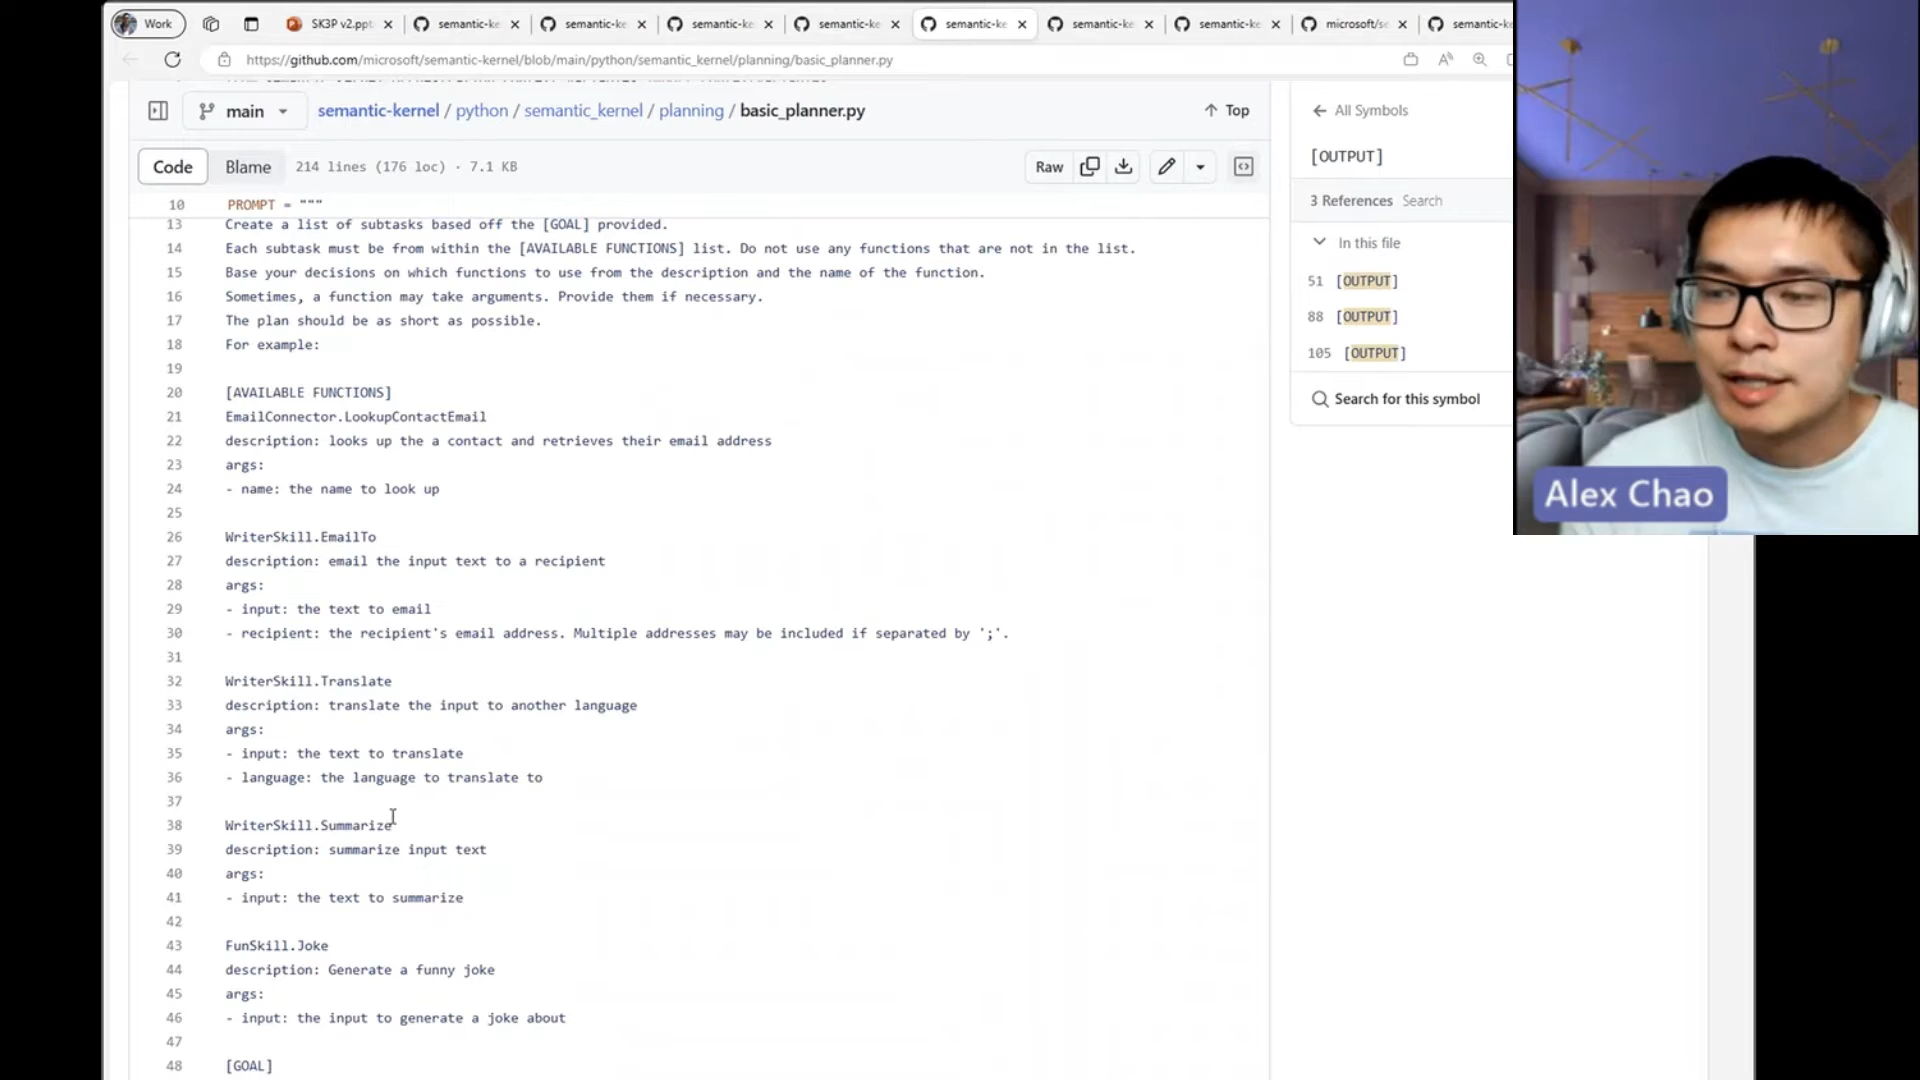 Work
SK3P v2.ppt
semantic-ke
semantic-ke
semantic-ke
semantic-ke
semantic-ke
semantic-ke
semantic-ke
microsoft/se
semantic-ke
https://github.com/microsoft/semantic-kernel/blob/main/python/semantic_kernel/planning/basic_planner.py
main
semantic-kernel / python / semantic_kernel / planning / basic_planner.py
Top
Code
Blame
214 lines (176 loc) · 7.1 KB
Raw
10 PROMPT = """
13 Create a list of subtasks based off the [GOAL] provided.
14 Each subtask must be from within the [AVAILABLE FUNCTIONS] list. Do not use any functions that are not in the list.
15 Base your decisions on which functions to use from the description and the name of the function.
16 Sometimes, a function may take arguments. Provide them if necessary.
17 The plan should be as short as possible.
18 For example:
19
20 [AVAILABLE FUNCTIONS]
21 EmailConnector.LookupContactEmail
22 description: looks up the a contact and retrieves their email address
23 args:
24 - name: the name to look up
25
26 WriterSkill.EmailTo
27 description: email the input text to a recipient
28 args:
29 - input: the text to email
30 - recipient: the recipient's email address. Multiple addresses may be included if separated by ';'.
31
32 WriterSkill.Translate
33 description: translate the input to another language
34 args:
35 - input: the text to translate
36 - language: the language to translate to
37
38 WriterSkill.Summarize
39 description: summarize input text
40 args:
41 - input: the text to summarize
42
43 FunSkill.Joke
44 description: Generate a funny joke
45 args:
46 - input: the input to generate a joke about
47
48 [GOAL]
All Symbols
[OUTPUT]
3 References Search
In this file
51 [OUTPUT]
88 [OUTPUT]
105 [OUTPUT]
Search for this symbol
Alex Chao